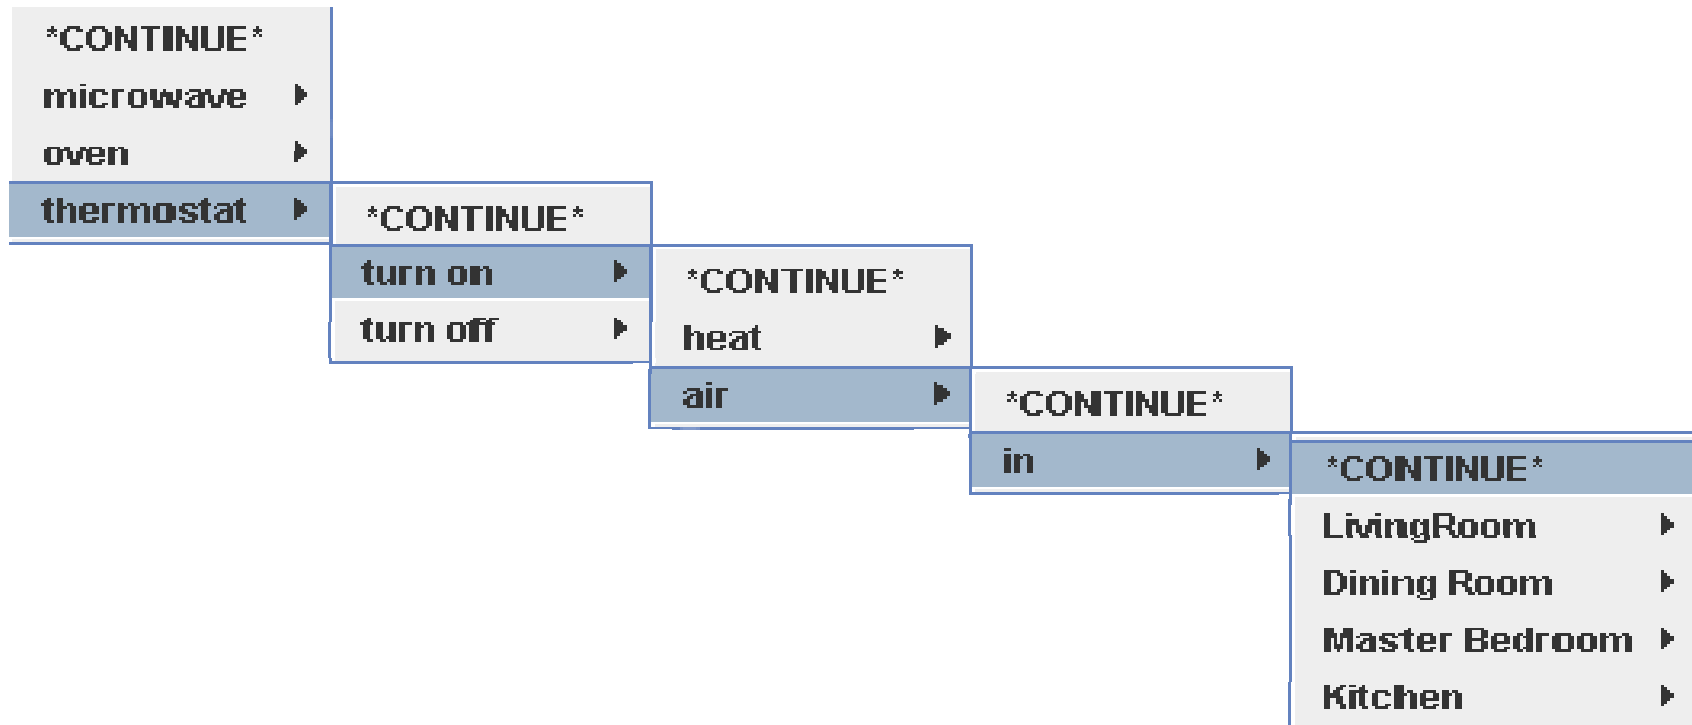 *CONTINUE*
microwave
oven
thermostat
*CONTINUE*
turn on
turn off
*CONTINUE*
heat
air
*CONTINUE*
in
*CONTINUE*
LivingRoom
Dining Room
Master Bedroom
Kitchen